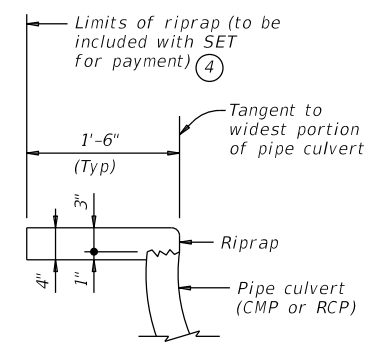 Limits of riprap (to be
included with SET
for payment) 4
Tangent to
widest portion
of pipe culvert
1'-6"
(Typ)
3"
Riprap
4"
1"
Pipe culvert
(CMP or RCP)